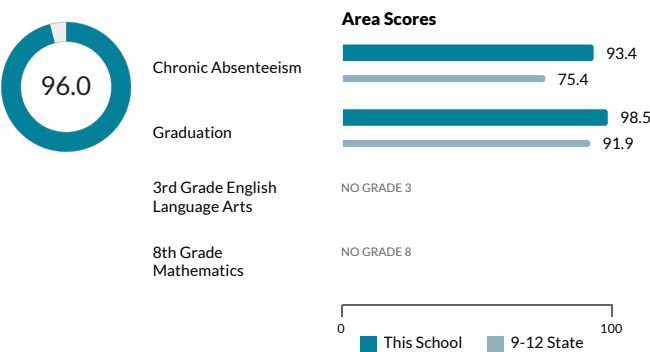 Area Scores
96.0
Chronic Absenteeism
93.4
75.4
Graduation
98.5
91.9
3rd Grade English
Language Arts
NO GRADE 3
8th Grade
Mathematics
NO GRADE 8
0
100
This School
9-12 State